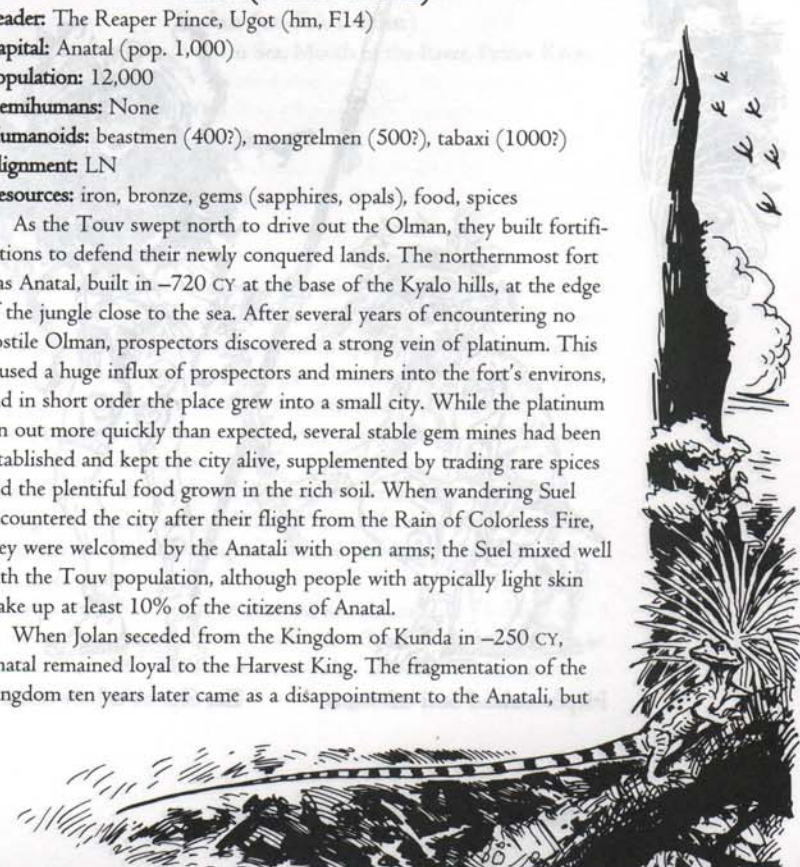 eader: The Reaper Prince, Ugot (hm, F14)
apital: Anatal (pop. 1,000)
opulation: 12,000
emihumans: None
umanoids: beastmen (400?), mongrelmen (500?), tabaxi (1000?)
lignment: LN
esources: iron, bronze, gems (sapphires, opals), food, spices
As the Touv swept north to drive out the Olman, they built fortifi-
tions to defend their newly conquered lands. The northernmost fort
as Anatal, built in –720 CY at the base of the Kyalo hills, at the edge
f the jungle close to the sea. After several years of encountering no
ostile Olman, prospectors discovered a strong vein of platinum. This
used a huge influx of prospectors and miners into the fort's environs,
d in short order the place grew into a small city. While the platinum
n out more quickly than expected, several stable gem mines had been
tablished and kept the city alive, supplemented by trading rare spices
d the plentiful food grown in the rich soil. When wandering Suel
countered the city after their flight from the Rain of Colorless Fire,
ey were welcomed by the Anatali with open arms; the Suel mixed well
th the Touv population, although people with atypically light skin
ake up at least 10% of the citizens of Anatal.
When Jolan seceded from the Kingdom of Kunda in –250 CY,
natal remained loyal to the Harvest King. The fragmentation of the
ngdom ten years later came as a disappointment to the Anatali, but